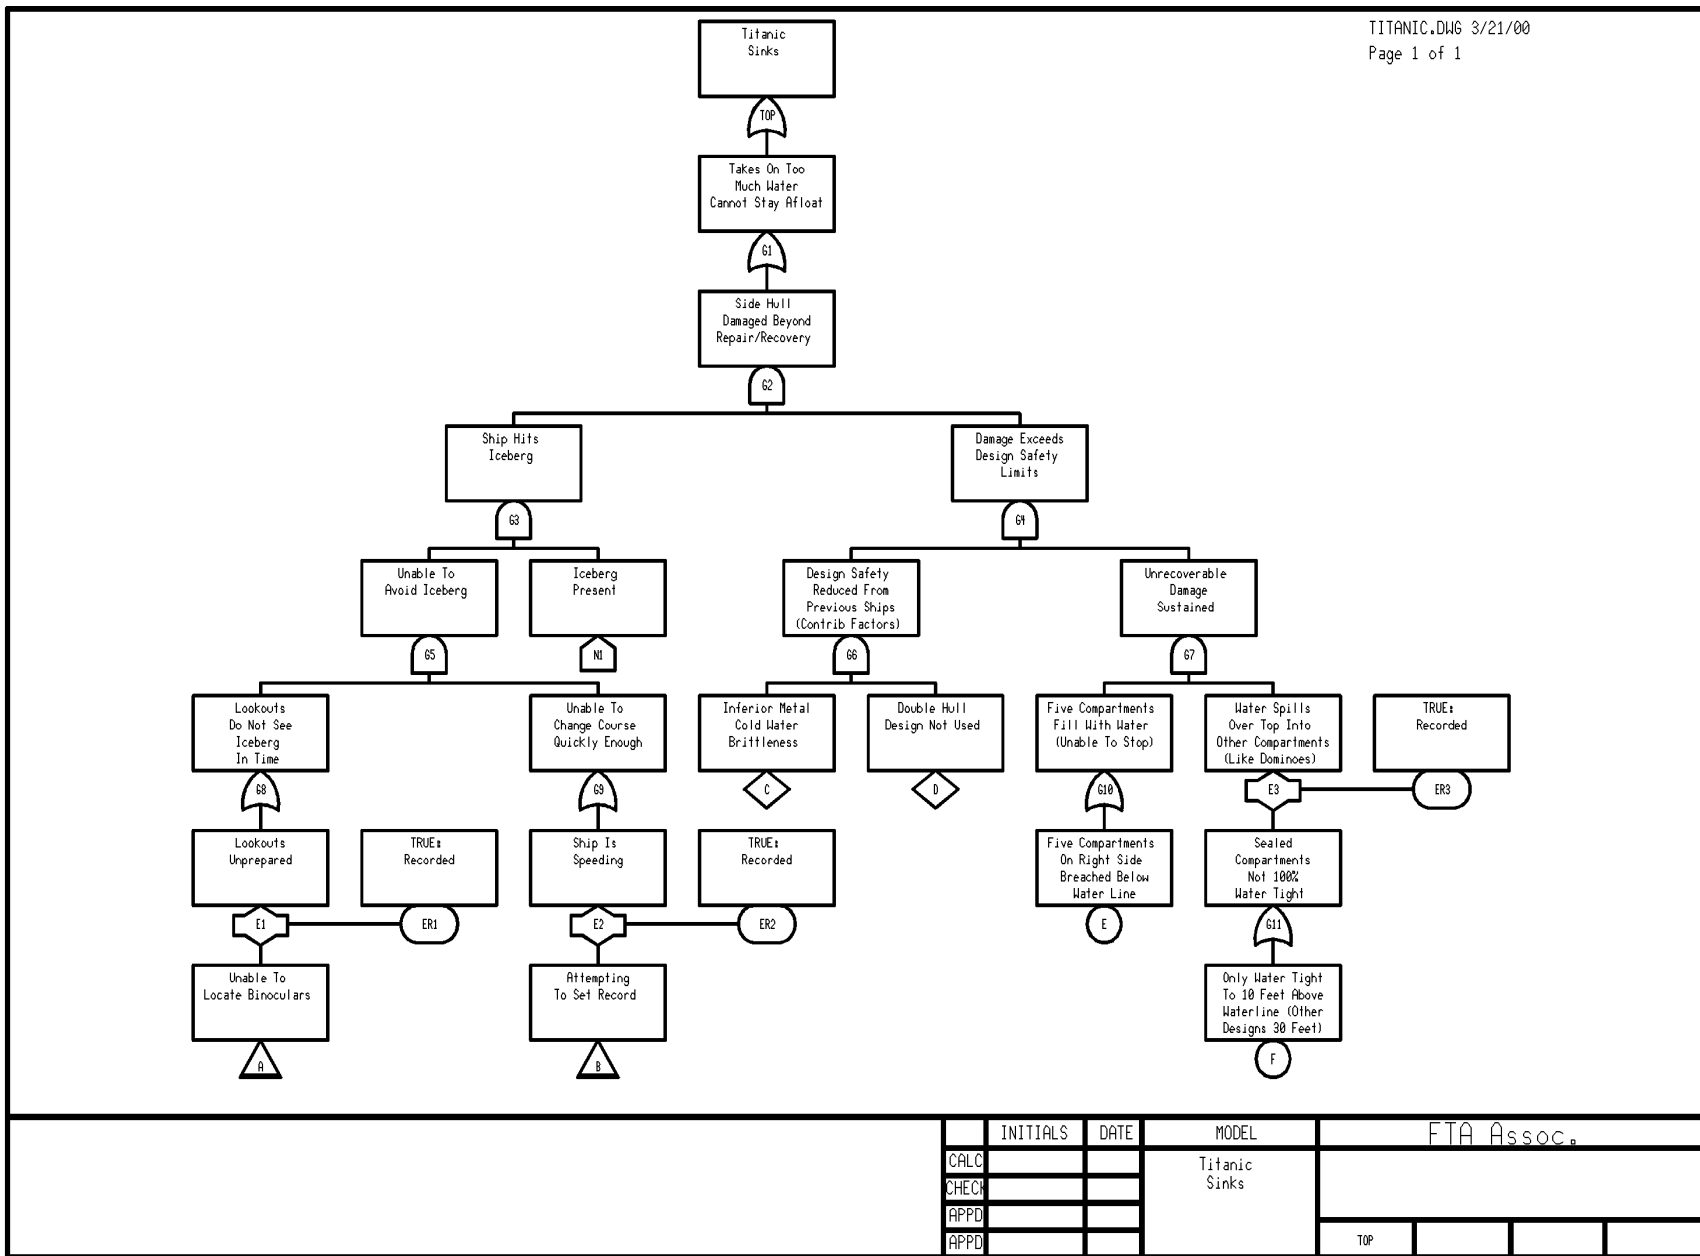 TITANIC.DWG 3/21/00
Page 1 of 1
Titanic
Sinks
TOP
Takes On Too
Much Water
Cannot Stay Afloat
G1
Side Hull
Damaged Beyond
Repair/Recovery
G2
Ship Hits
Iceberg
G3
Damage Exceeds
Design Safety
Limits
G4
Unable To
Avoid Iceberg
G5
Iceberg
Present
N1
Design Safety
Reduced From
Previous Ships
(Contrib Factors)
G6
Unrecoverable
Damage
Sustained
G7
Lookouts
Do Not See
Iceberg
In Time
G8
Unable To
Change Course
Quickly Enough
G9
Inferior Metal
Cold Water
Brittleness
C
Double Hull
Design Not Used
D
Five Compartments
Fill With Water
(Unable To Stop)
G10
Water Spills
Over Top Into
Other Compartments
(Like Dominoes)
E3
TRUE:
Recorded
ER3
Lookouts
Unprepared
E1
TRUE:
Recorded
ER1
Ship Is
Speeding
E2
TRUE:
Recorded
ER2
Five Compartments
On Right Side
Breached Below
Water Line
E
Sealed
Compartments
Not 100%
Water Tight
G11
Unable To
Locate Binoculars
A
Attempting
To Set Record
B
Only Water Tight
To 10 Feet Above
Waterline (Other
Designs 30 Feet)
F
INITIALS DATE MODEL FTA Assoc.
CALC
CHECK
APPD
APPD
Titanic
Sinks
TOP